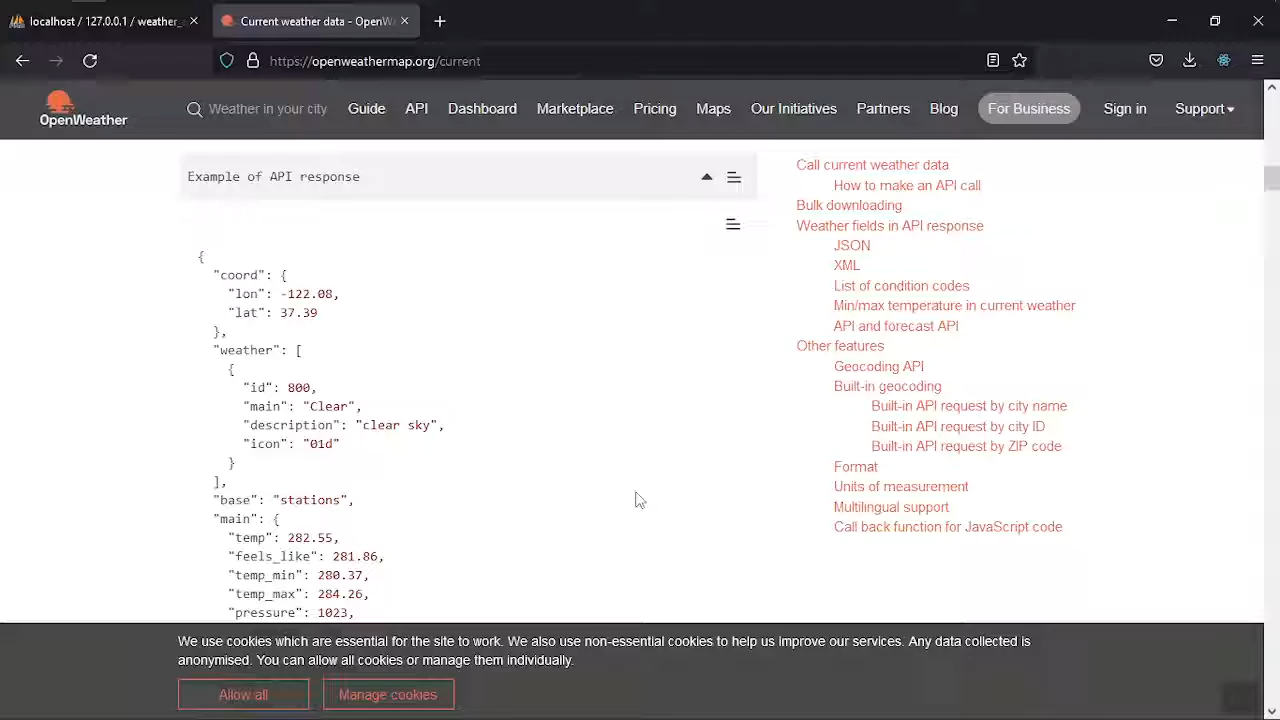 localhost / 127.0.0.1 / weather_
Current weather data - OpenW
https://openweathermap.org/current
OpenWeather
Weather in your city
Guide
API
Dashboard
Marketplace
Pricing
Maps
Our Initiatives
Partners
Blog
For Business
Sign in
Support
Example of API response
{
"coord": {
"lon": -122.08,
"lat": 37.39
},
"weather": [
{
"id": 800,
"main": "Clear",
"description": "clear sky",
"icon": "01d"
}
],
"base": "stations",
"main": {
"temp": 282.55,
"feels_like": 281.86,
"temp_min": 280.37,
"temp_max": 284.26,
"pressure": 1023,
Call current weather data
How to make an API call
Bulk downloading
Weather fields in API response
JSON
XML
List of condition codes
Min/max temperature in current weather
API and forecast API
Other features
Geocoding API
Built-in geocoding
Built-in API request by city name
Built-in API request by city ID
Built-in API request by ZIP code
Format
Units of measurement
Multilingual support
Call back function for JavaScript code
We use cookies which are essential for the site to work. We also use non-essential cookies to help us improve our services. Any data collected is
anonymised. You can allow all cookies or manage them individually.
Allow all
Manage cookies